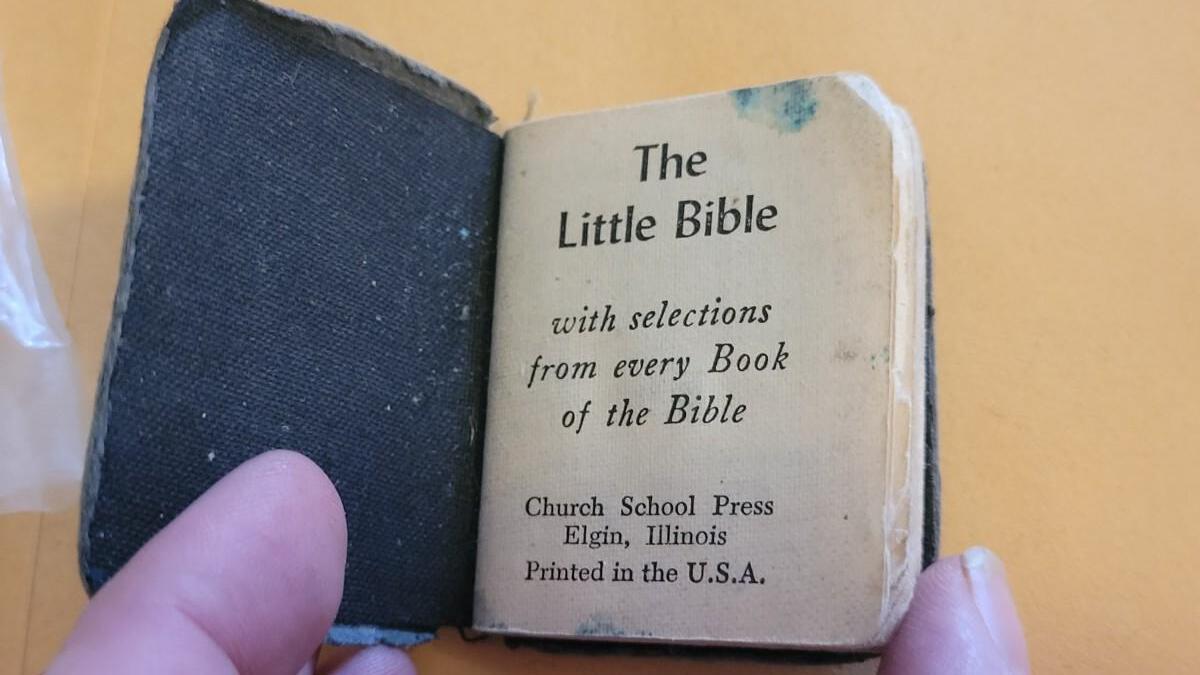 The
Little Bible
with selections
from every Book
of the Bible
Church School Press
Elgin, Illinois
Printed in the U.S.A.